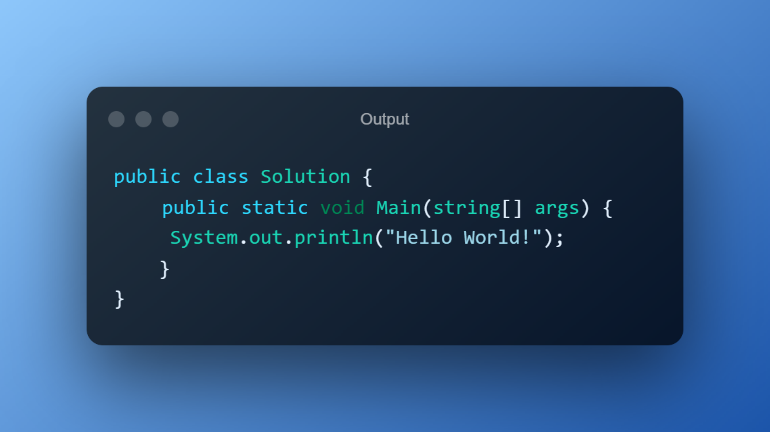 Output
public class Solution {
    public static void Main(string[] args) {
     System.out.println("Hello World!");
    }
}